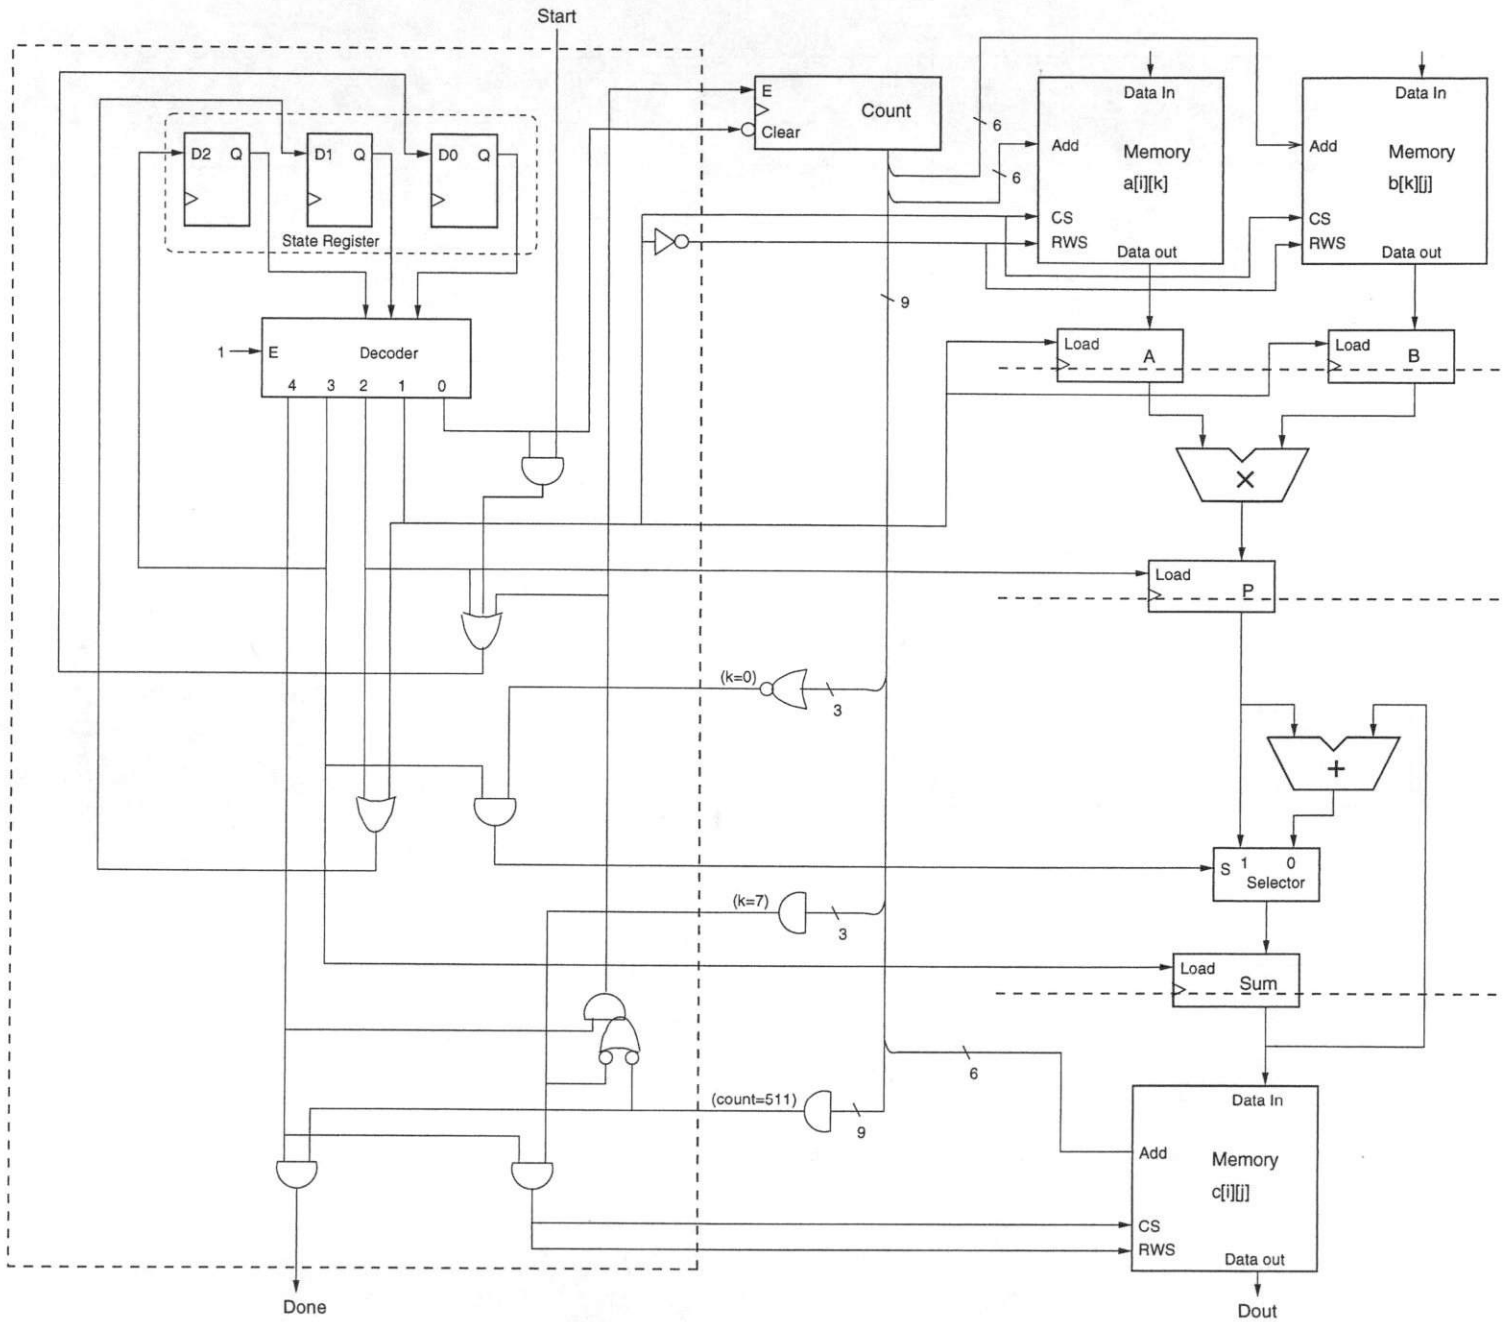 Start
E
Count
Clear
6
6
Data In
Add
Memory
a[i][k]
CS
RWS
Data out
Data In
Add
Memory
b[k][j]
CS
RWS
Data out
D2 Q
D1 Q
D0 Q
State Register
9
1
E
Decoder
4 3 2 1 0
Load
A
Load
B
×
Load
P
(k=0)
3
+
S 1 0
Selector
(k=7)
3
Load
Sum
6
(count=511)
9
Data In
Add
Memory
c[i][j]
CS
RWS
Data out
Done
Dout